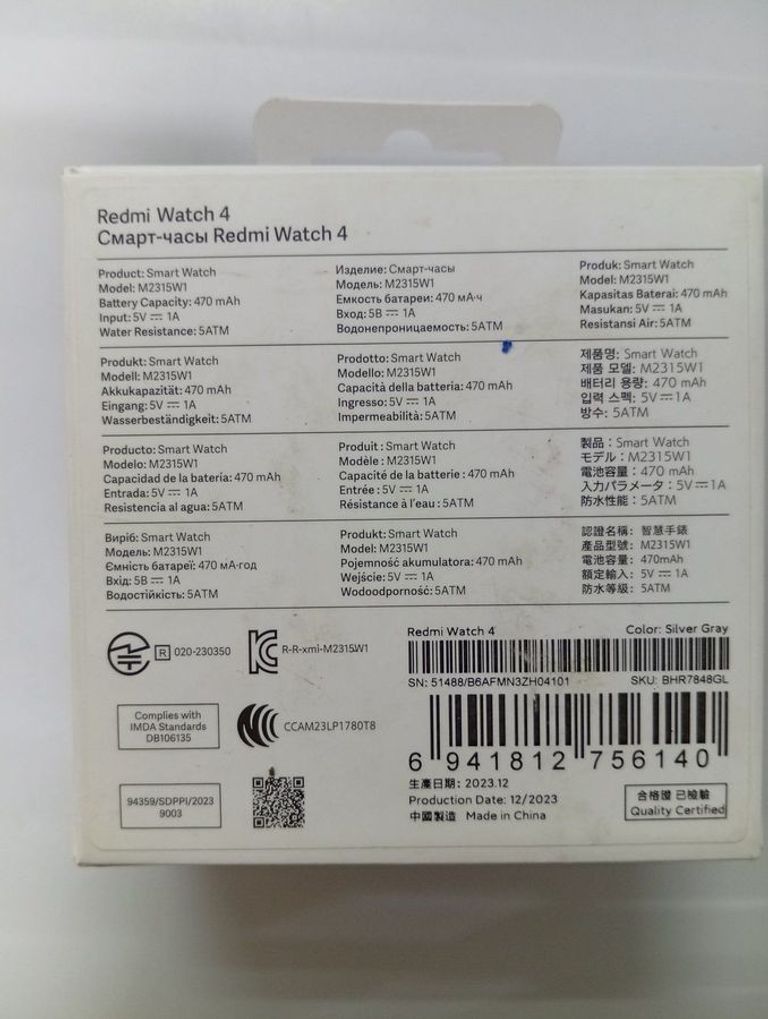 Redmi Watch 4
Смарт-часы Redmi Watch 4
Product: Smart Watch
Model: M2315W1
Battery Capacity: 470 mAh
Input: 5V ⎓ 1A
Water Resistance: 5ATM
Изделие: Смарт-часы
Модель: M2315W1
Емкость батареи: 470 мА·ч
Вход: 5В ⎓ 1А
Водонепроницаемость: 5ATM
Produk: Smart Watch
Model: M2315W1
Kapasitas Baterai: 470 mAh
Masukan: 5V ⎓ 1A
Resistansi Air: 5ATM
Produkt: Smart Watch
Modell: M2315W1
Akkukapazität: 470 mAh
Eingang: 5V ⎓ 1A
Wasserbeständigkeit: 5ATM
Prodotto: Smart Watch
Modello: M2315W1
Capacità della batteria: 470 mAh
Ingresso: 5V ⎓ 1A
Impermeabilità: 5ATM
제품명: Smart Watch
제품 모델: M2315W1
배터리 용량: 470 mAh
입력 스펙: 5V ⎓ 1A
방수: 5ATM
Producto: Smart Watch
Modelo: M2315W1
Capacidad de la batería: 470 mAh
Entrada: 5V ⎓ 1A
Resistencia al agua: 5ATM
Produit : Smart Watch
Modèle : M2315W1
Capacité de la batterie : 470 mAh
Entrée : 5V ⎓ 1A
Résistance à l'eau : 5ATM
製品：Smart Watch
モデル：M2315W1
電池容量：470 mAh
入力パラメータ：5V ⎓ 1A
防水性能：5ATM
Виріб: Smart Watch
Модель: M2315W1
Ємність батареї: 470 мА·год
Вхід: 5В ⎓ 1А
Водостійкість: 5ATM
Produkt: Smart Watch
Model: M2315W1
Pojemność akumulatora: 470 mAh
Wejście: 5V ⎓ 1A
Wodoodporność: 5ATM
認證名稱：智慧手錶
產品型號：M2315W1
電池容量：470mAh
額定輸入：5V ⎓ 1A
防水等級：5ATM
R 020-230350
R-R-xmi-M2315W1
Redmi Watch 4 Color: Silver Gray
SN: 51488/B6AFMN3ZH04101 SKU: BHR7848GL
Complies with
IMDA Standards
DB106135
CCAM23LP1780T8
6 941812 756140
94359/SDPPI/2023
9003
生產日期: 2023.12
Production Date: 12/2023
中國製造 Made in China
合格證 已檢驗
Quality Certified